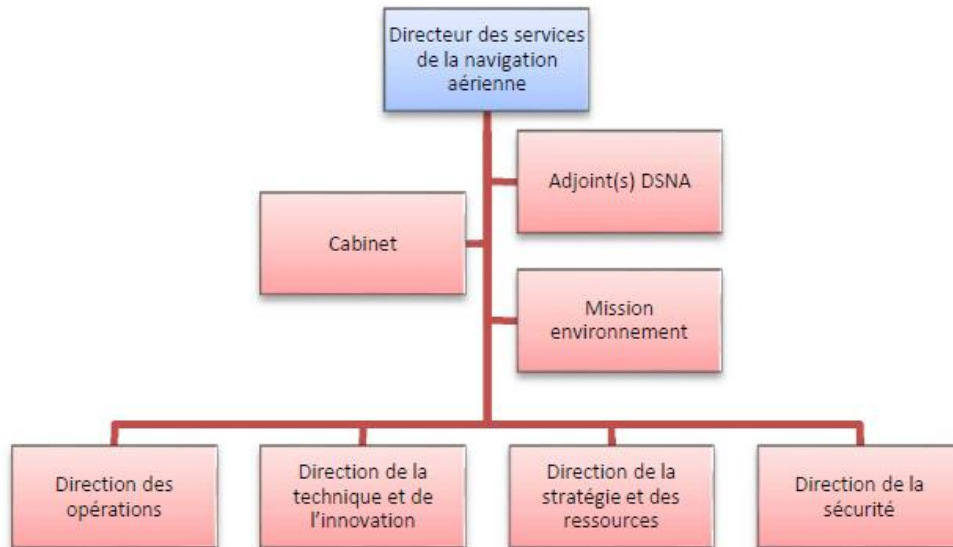 Directeur des services
de la navigation
aérienne
Adjoint(s) DSNA
Cabinet
Mission
environnement
Direction des
opérations
Direction de la
technique et de
l’innovation
Direction de la
stratégie et des
ressources
Direction de la
sécurité